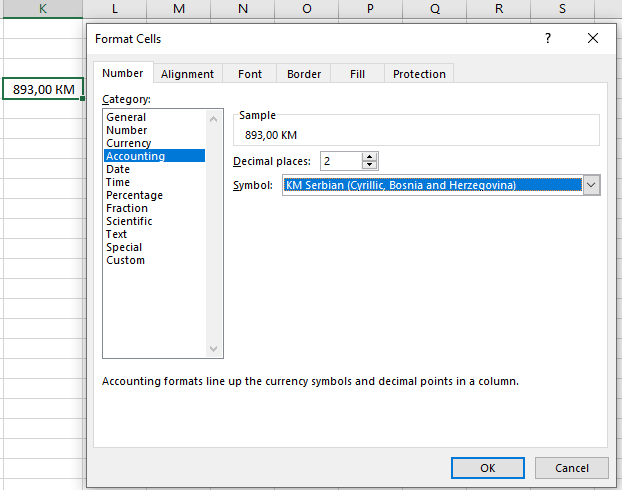 K L M N O P Q R S
Format Cells ?
Number Alignment Font Border Fill Protection
893,00 KM
Category:
General
Number
Currency
Accounting
Date
Time
Percentage
Fraction
Scientific
Text
Special
Custom
Sample
893,00 KM
Decimal places: 2
Symbol: KM Serbian (Cyrillic, Bosnia and Herzegovina)
Accounting formats line up the currency symbols and decimal points in a column.
OK Cancel